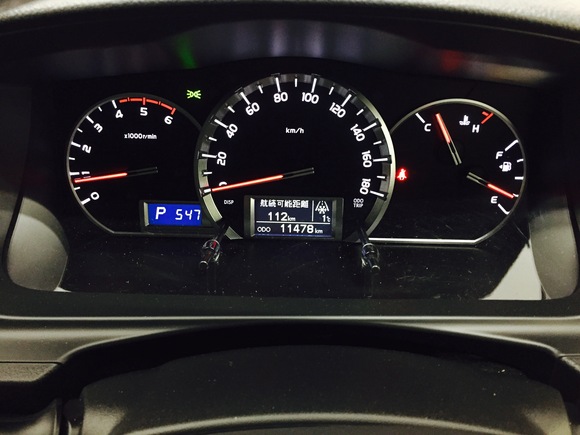 0 1 2 3 4 5 6
x1000r/min
P 547
0 20 40 60 80 100 120 140 160 180
km/h
DISP
ODO
TRIP
航続可能距離
112km
1℃
ODO 11478km
C H
F
E